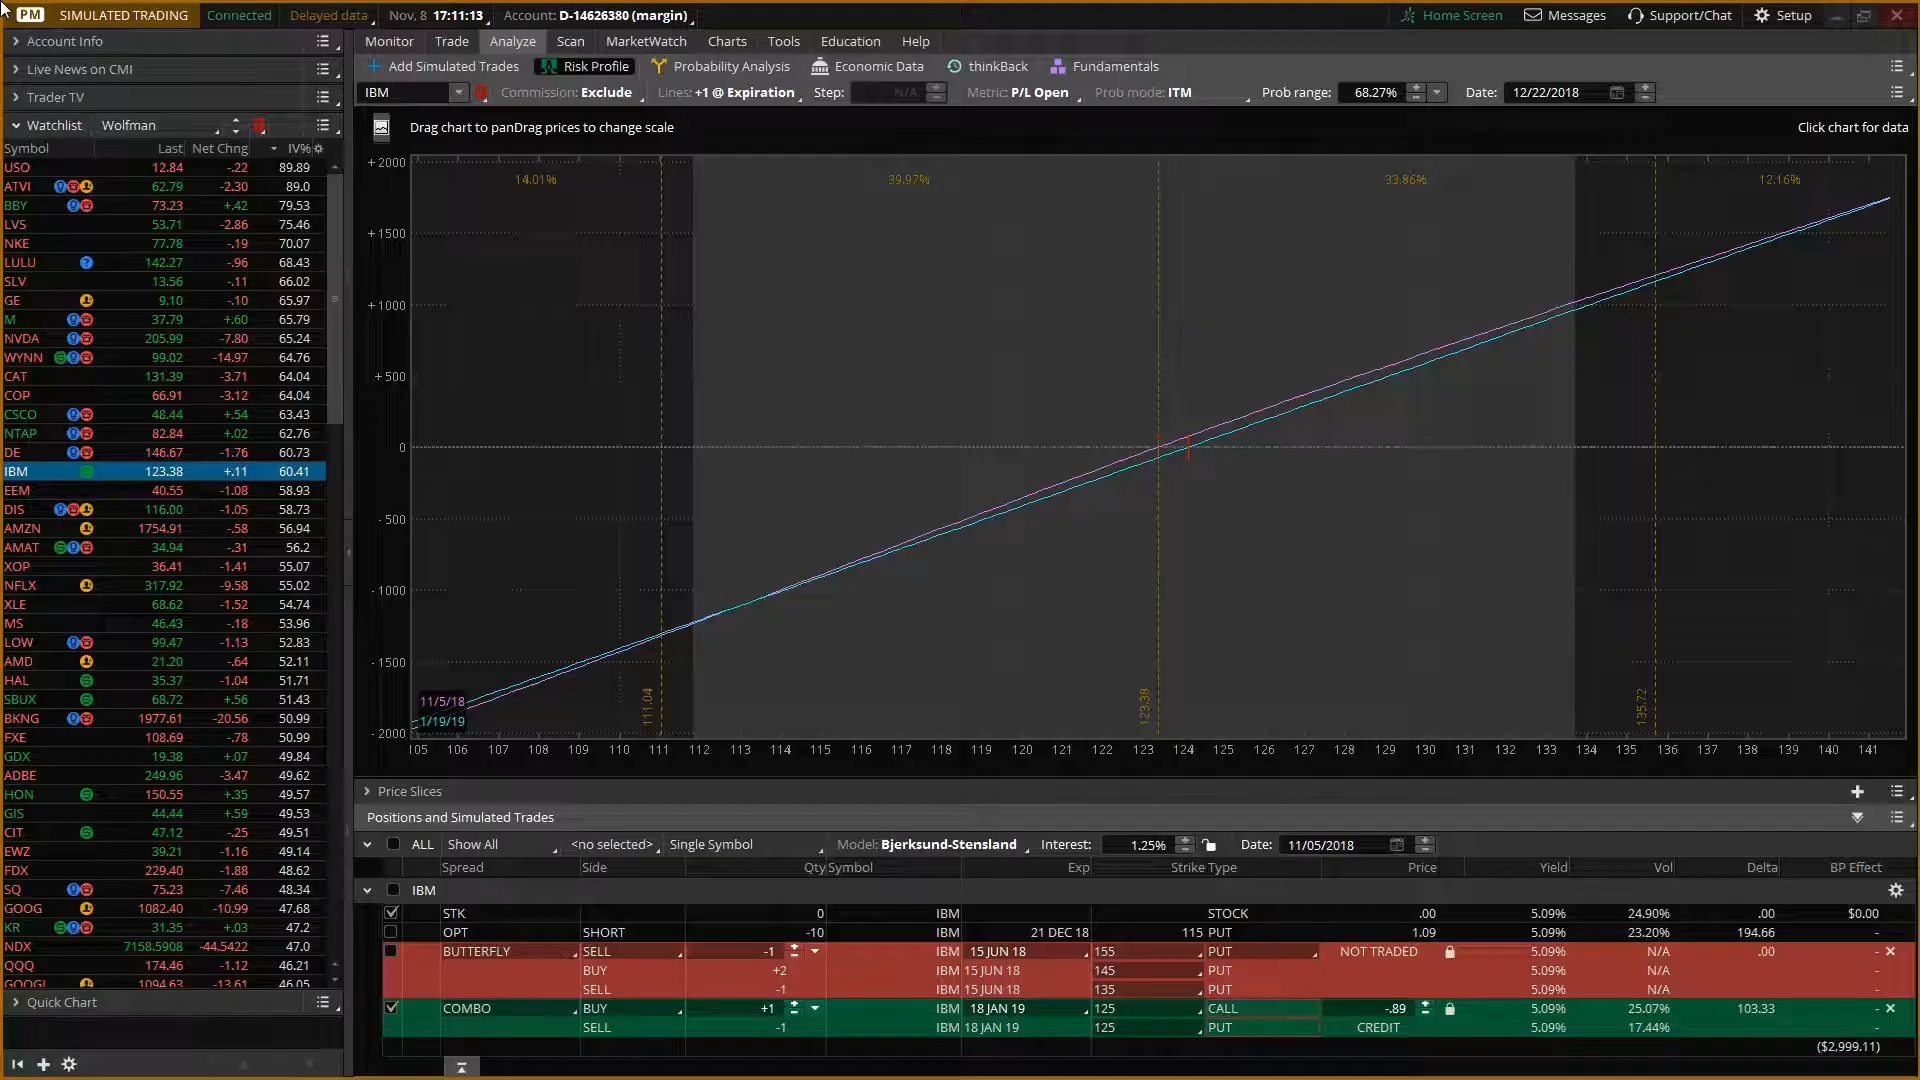 PM SIMULATED TRADING Connected Delayed data Nov, 8 17:11:13 Account: D-14626380 (margin) Home Screen Messages Support/Chat Setup
Account Info
Live News on CMI
Trader TV
Watchlist Wolfman
Symbol Last Net Chng IV%
USO 12.84 -.22 89.89
ATVI 62.79 -2.30 89.0
BBY 73.23 +.42 79.53
LVS 53.71 -2.86 75.46
NKE 77.78 -.19 70.07
LULU 142.27 -.96 68.43
SLV 13.56 -.11 66.02
GE 9.10 -.10 65.97
M 37.79 +.60 65.79
NVDA 205.99 -7.80 65.24
WYNN 99.02 -14.97 64.76
CAT 131.39 -3.71 64.04
COP 66.91 -3.12 64.04
CSCO 48.44 +.54 63.43
NTAP 82.84 +.02 62.76
DE 146.67 -1.76 60.73
IBM 123.38 +.11 60.41
EEM 40.55 -1.08 58.93
DIS 116.00 -1.05 58.73
AMZN 1754.91 -.58 56.94
AMAT 34.94 -.31 56.2
XOP 36.41 -1.41 55.07
NFLX 317.92 -9.58 55.02
XLE 68.62 -1.52 54.74
MS 46.43 -.18 53.96
LOW 99.47 -1.13 52.83
AMD 21.20 -.64 52.11
HAL 35.37 -1.04 51.71
SBUX 68.72 +.56 51.43
BKNG 1977.61 -20.56 50.99
FXE 108.69 -.78 50.99
GDX 19.38 +.07 49.84
ADBE 249.96 -3.47 49.62
HON 150.55 +.35 49.57
GIS 44.44 +.59 49.53
CIT 47.12 -.25 49.51
EWZ 39.21 -1.16 49.14
FDX 229.40 -1.88 48.62
SQ 75.23 -7.46 48.34
GOOG 1082.40 -10.99 47.68
KR 31.35 +.03 47.2
NDX 7158.5908 -44.5422 47.0
QQQ 174.46 -1.12 46.21
GOOGL 1094.63 -13.61 46.05
Quick Chart
Monitor Trade Analyze Scan MarketWatch Charts Tools Education Help
Add Simulated Trades Risk Profile Probability Analysis Economic Data thinkBack Fundamentals
IBM Commission: Exclude Lines: +1 @ Expiration Step: N/A Metric: P/L Open Prob mode: ITM Prob range: 68.27% Date: 12/22/2018
Drag chart to panDrag prices to change scale Click chart for data
14.01% 39.97% 33.86% 12.16%
+2000
+1500
+1000
+500
0
-500
-1000
-1500
-2000
11/5/18
1/19/19
111.04 123.38 135.72
105 106 107 108 109 110 111 112 113 114 115 116 117 118 119 120 121 122 123 124 125 126 127 128 129 130 131 132 133 134 135 136 137 138 139 140 141
Price Slices
Positions and Simulated Trades
ALL Show All <no selected> Single Symbol Model: Bjerksund-Stensland Interest: 1.25% Date: 11/05/2018
Spread Side Qty Symbol Exp Strike Type Price Yield Vol Delta BP Effect
IBM
STK 0 IBM STOCK .00 5.09% 24.90% .00 $0.00
OPT SHORT -10 IBM 21 DEC 18 115 PUT 1.09 5.09% 23.20% 194.66 -
BUTTERFLY SELL -1 IBM 15 JUN 18 155 PUT NOT TRADED 5.09% N/A .00 -
BUY +2 IBM 15 JUN 18 145 PUT 5.09% N/A
SELL -1 IBM 15 JUN 18 135 PUT 5.09% N/A
COMBO BUY +1 IBM 18 JAN 19 125 CALL -.89 5.09% 25.07% 103.33 -
SELL -1 IBM 18 JAN 19 125 PUT CREDIT 5.09% 17.44%
($2,999.11)